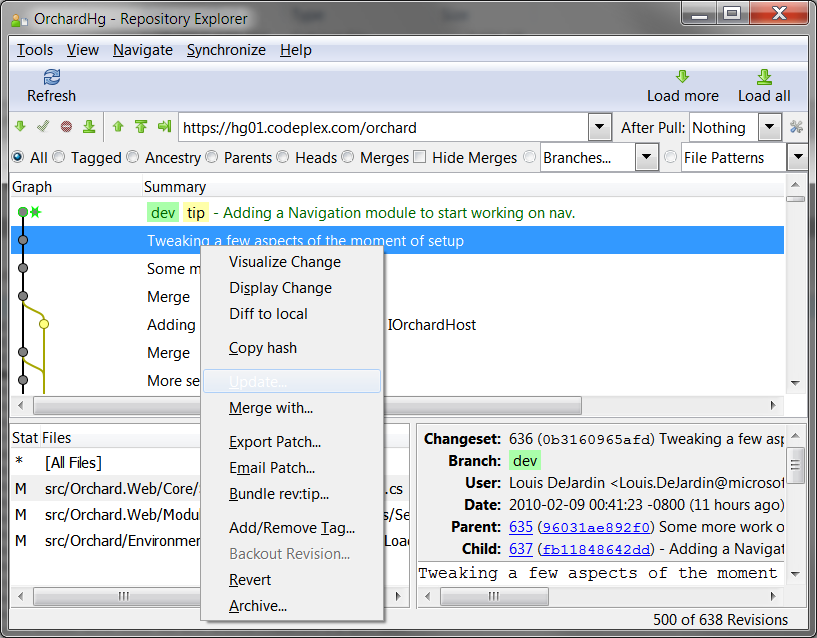 OrchardHg - Repository Explorer
Tools View Navigate Synchronize Help
Refresh Load more Load all
https://hg01.codeplex.com/orchard After Pull: Nothing
All Tagged Ancestry Parents Heads Merges Hide Merges Branches... File Patterns
Graph Summary
dev tip - Adding a Navigation module to start working on nav.
Tweaking a few aspects of the moment of setup
Some m
Merge
Adding IOrchardHost
Merge
More se
Visualize Change
Display Change
Diff to local
Copy hash
Update...
Merge with...
Export Patch...
Email Patch...
Bundle rev:tip...
Add/Remove Tag...
Backout Revision...
Revert
Archive...
Stat Files
* [All Files]
M src/Orchard.Web/Core/ .cs
M src/Orchard.Web/Modu s/Se
M src/Orchard/Environmer Loac
Changeset: 636 (0b3160965afd) Tweaking a few asp
Branch: dev
User: Louis DeJardin <Louis.DeJardin@microsof
Date: 2010-02-09 00:41:23 -0800 (11 hours ago)
Parent: 635 (96031ae892f0) Some more work o
Child: 637 (fb11848642dd) - Adding a Navigat
Tweaking a few aspects of the moment
500 of 638 Revisions